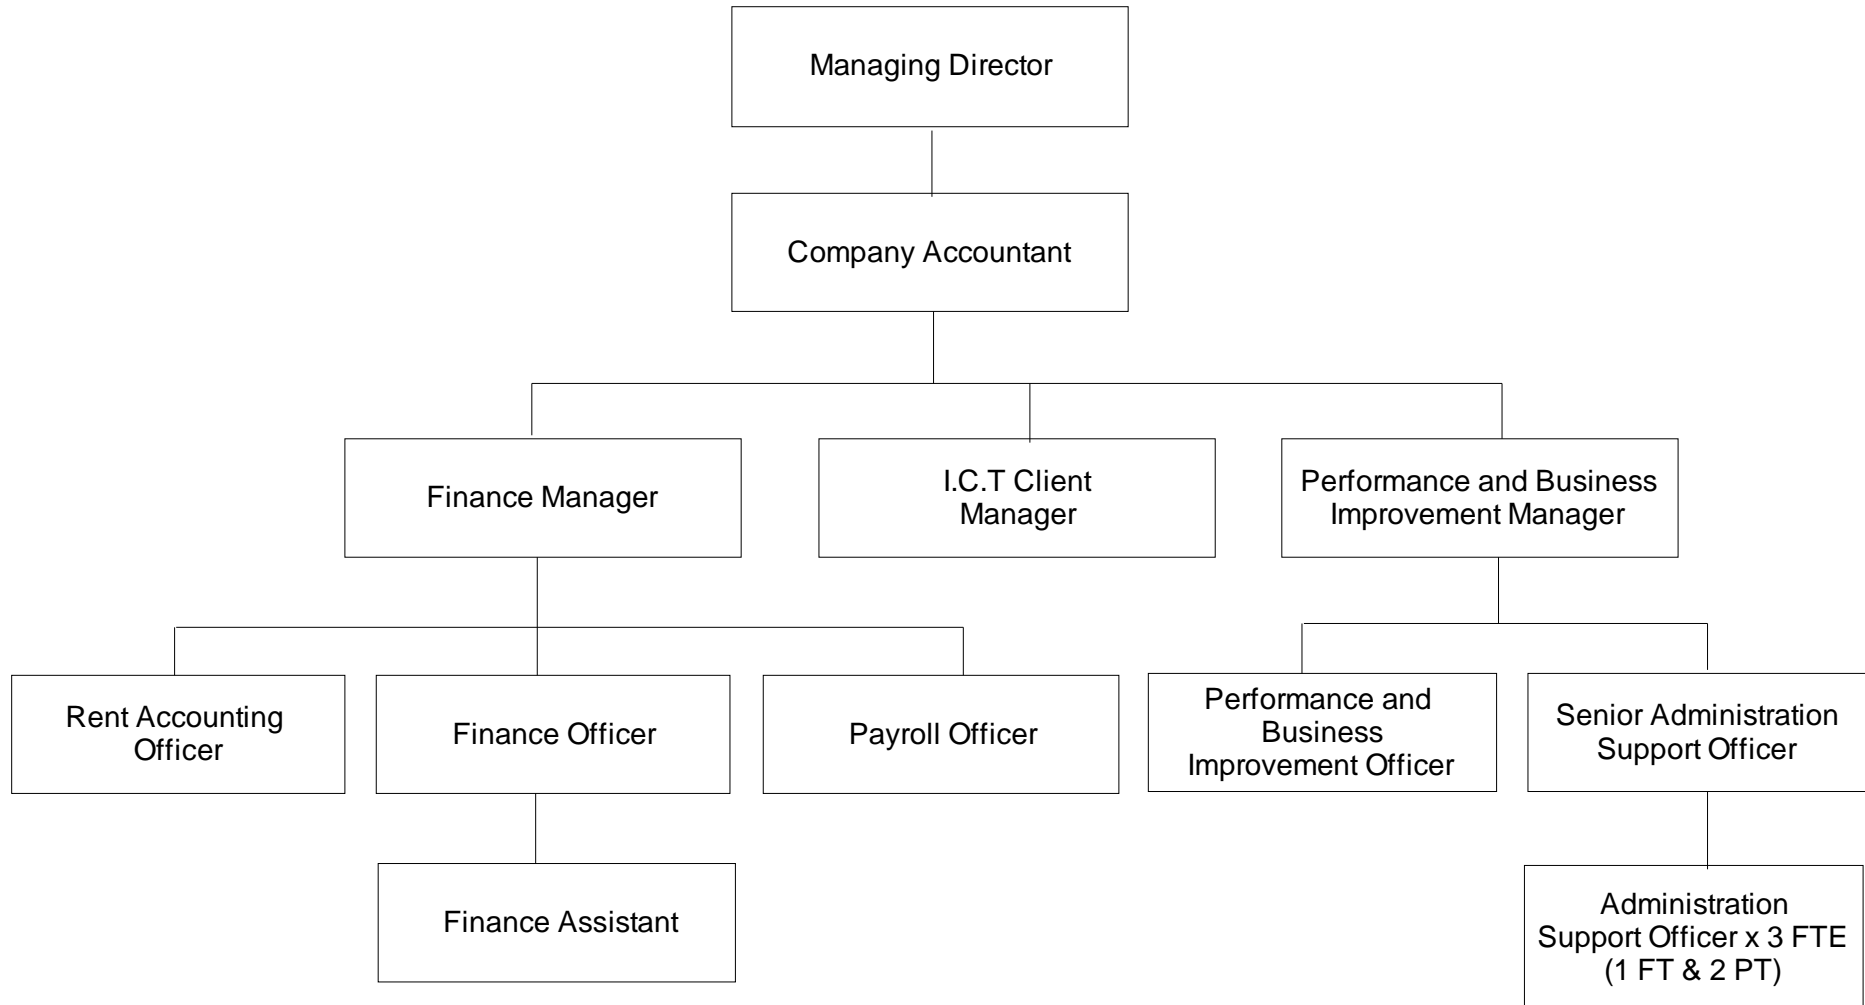 Managing Director
Company Accountant
Finance Manager
I.C.T Client
Manager
Performance and Business
Improvement Manager
Rent Accounting
Officer
Finance Officer
Payroll Officer
Performance and
Business
Improvement Officer
Senior Administration
Support Officer
Finance Assistant
Administration
Support Officer x 3 FTE
(1 FT & 2 PT)